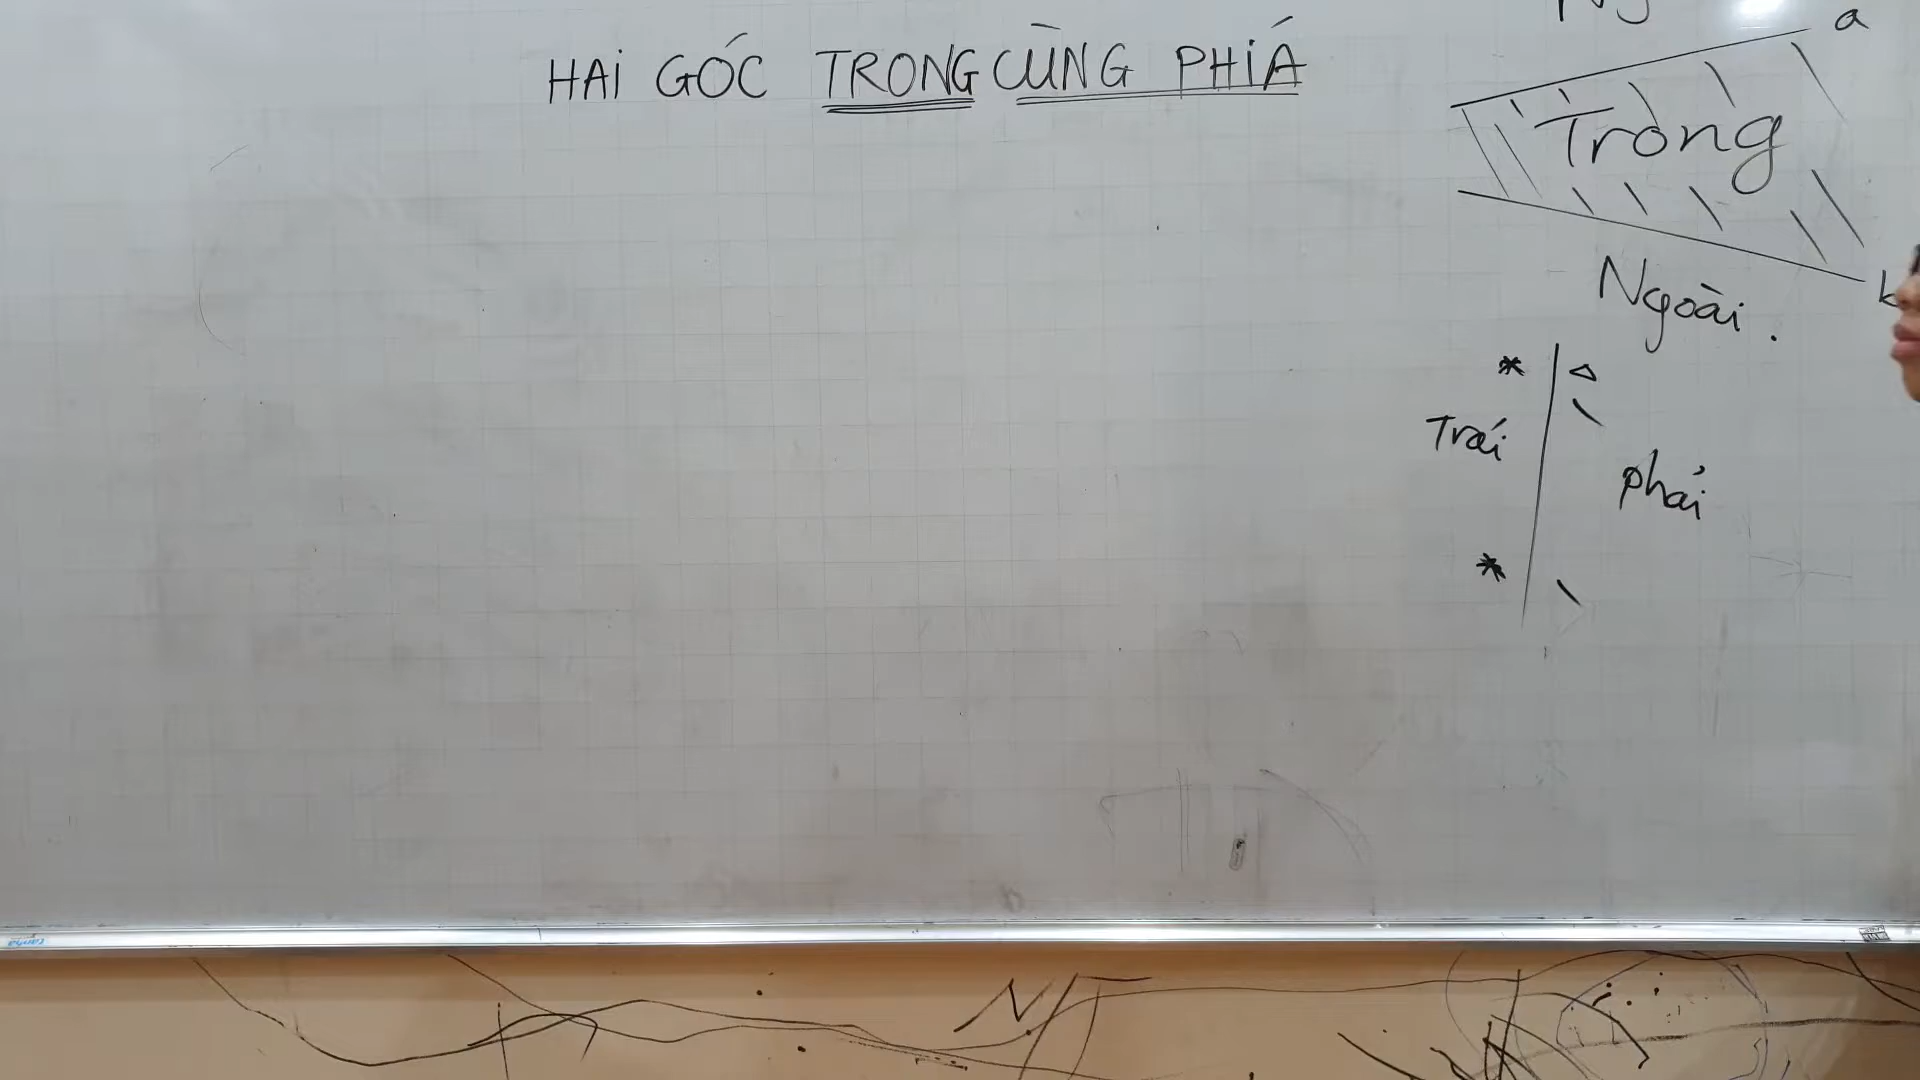 HAI GÓC TRONG CÙNG PHÍA
a
Trong
Ngoài.
Trái
phải